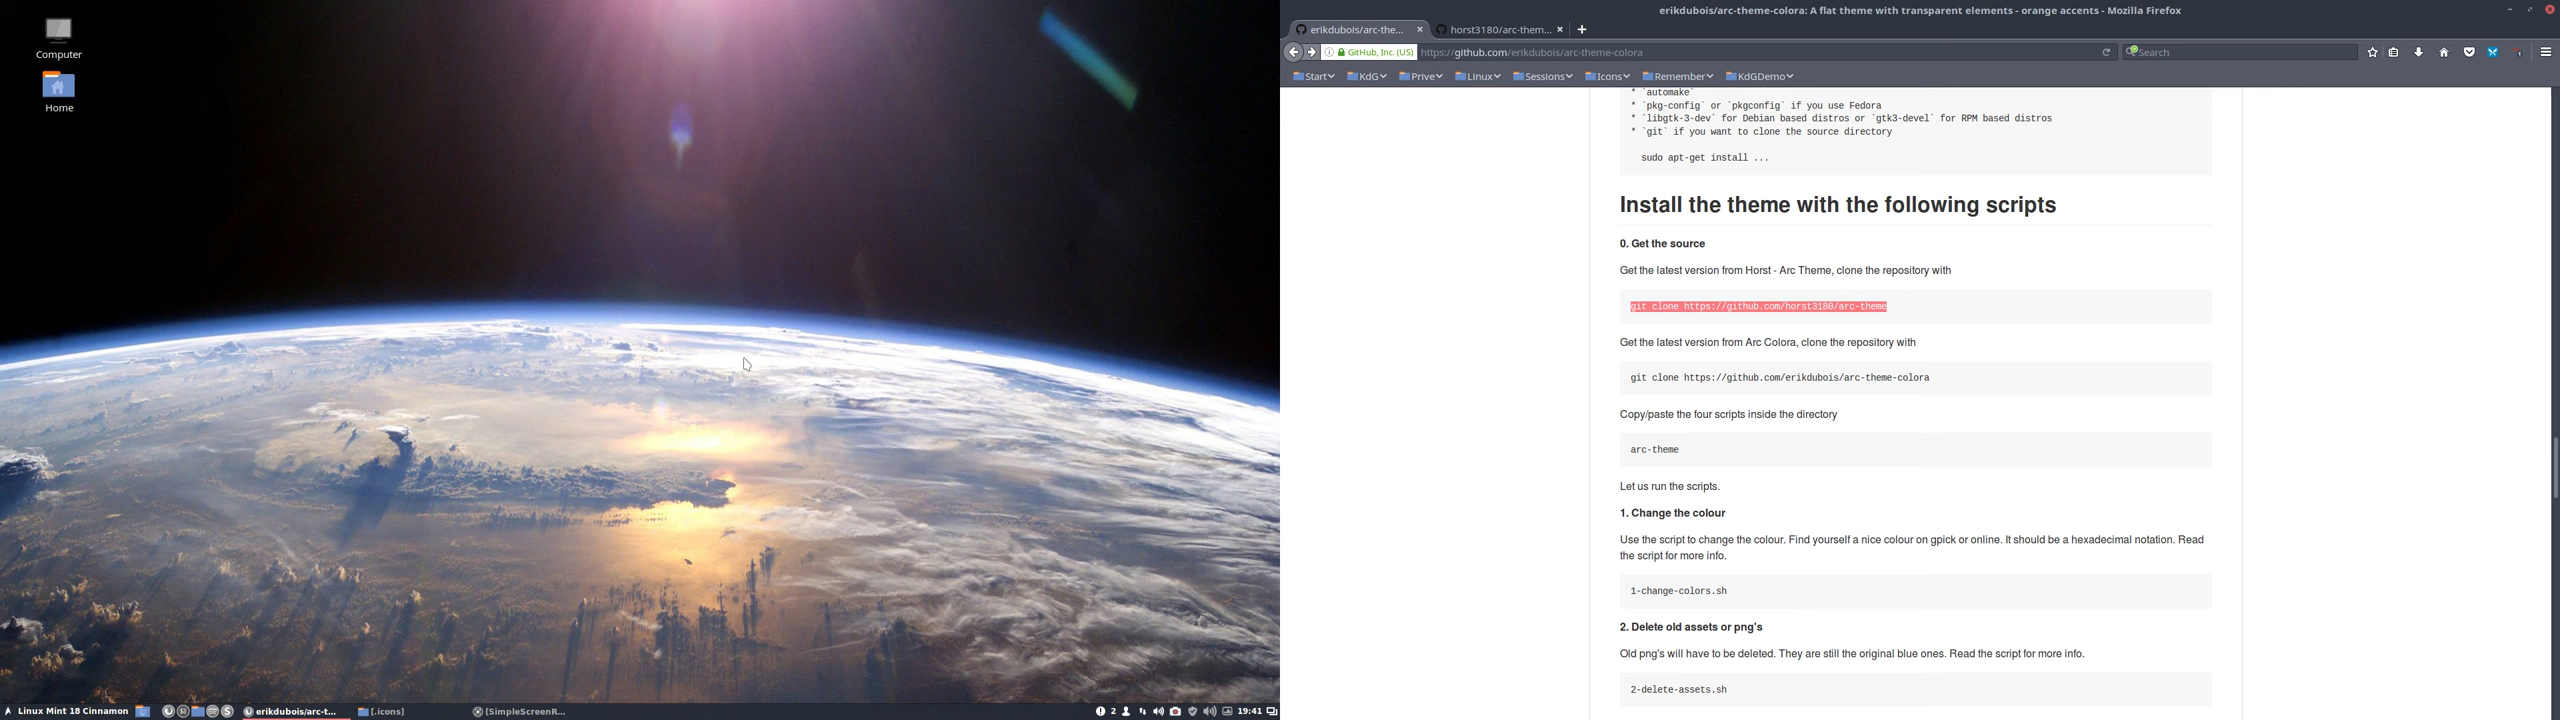 Computer
Home
Linux Mint 18 Cinnamon
erikdubois/arc-t...
[.icons]
[SimpleScreenR...
2
19:41
erikdubois/arc-theme-colora: A flat theme with transparent elements - orange accents - Mozilla Firefox
erikdubois/arc-the...
horst3180/arc-them...
GitHub, Inc. (US)
https://github.com/erikdubois/arc-theme-colora
Search
Start
KdG
Prive
Linux
Sessions
Icons
Remember
KdGDemo
* `automake`
* `pkg-config` or `pkgconfig` if you use Fedora
* `libgtk-3-dev` for Debian based distros or `gtk3-devel` for RPM based distros
* `git` if you want to clone the source directory
sudo apt-get install ...
Install the theme with the following scripts
0. Get the source
Get the latest version from Horst - Arc Theme, clone the repository with
git clone https://github.com/horst3180/arc-theme
Get the latest version from Arc Colora, clone the repository with
git clone https://github.com/erikdubois/arc-theme-colora
Copy/paste the four scripts inside the directory
arc-theme
Let us run the scripts.
1. Change the colour
Use the script to change the colour. Find yourself a nice colour on gpick or online. It should be a hexadecimal notation. Read
the script for more info.
1-change-colors.sh
2. Delete old assets or png's
Old png's will have to be deleted. They are still the original blue ones. Read the script for more info.
2-delete-assets.sh